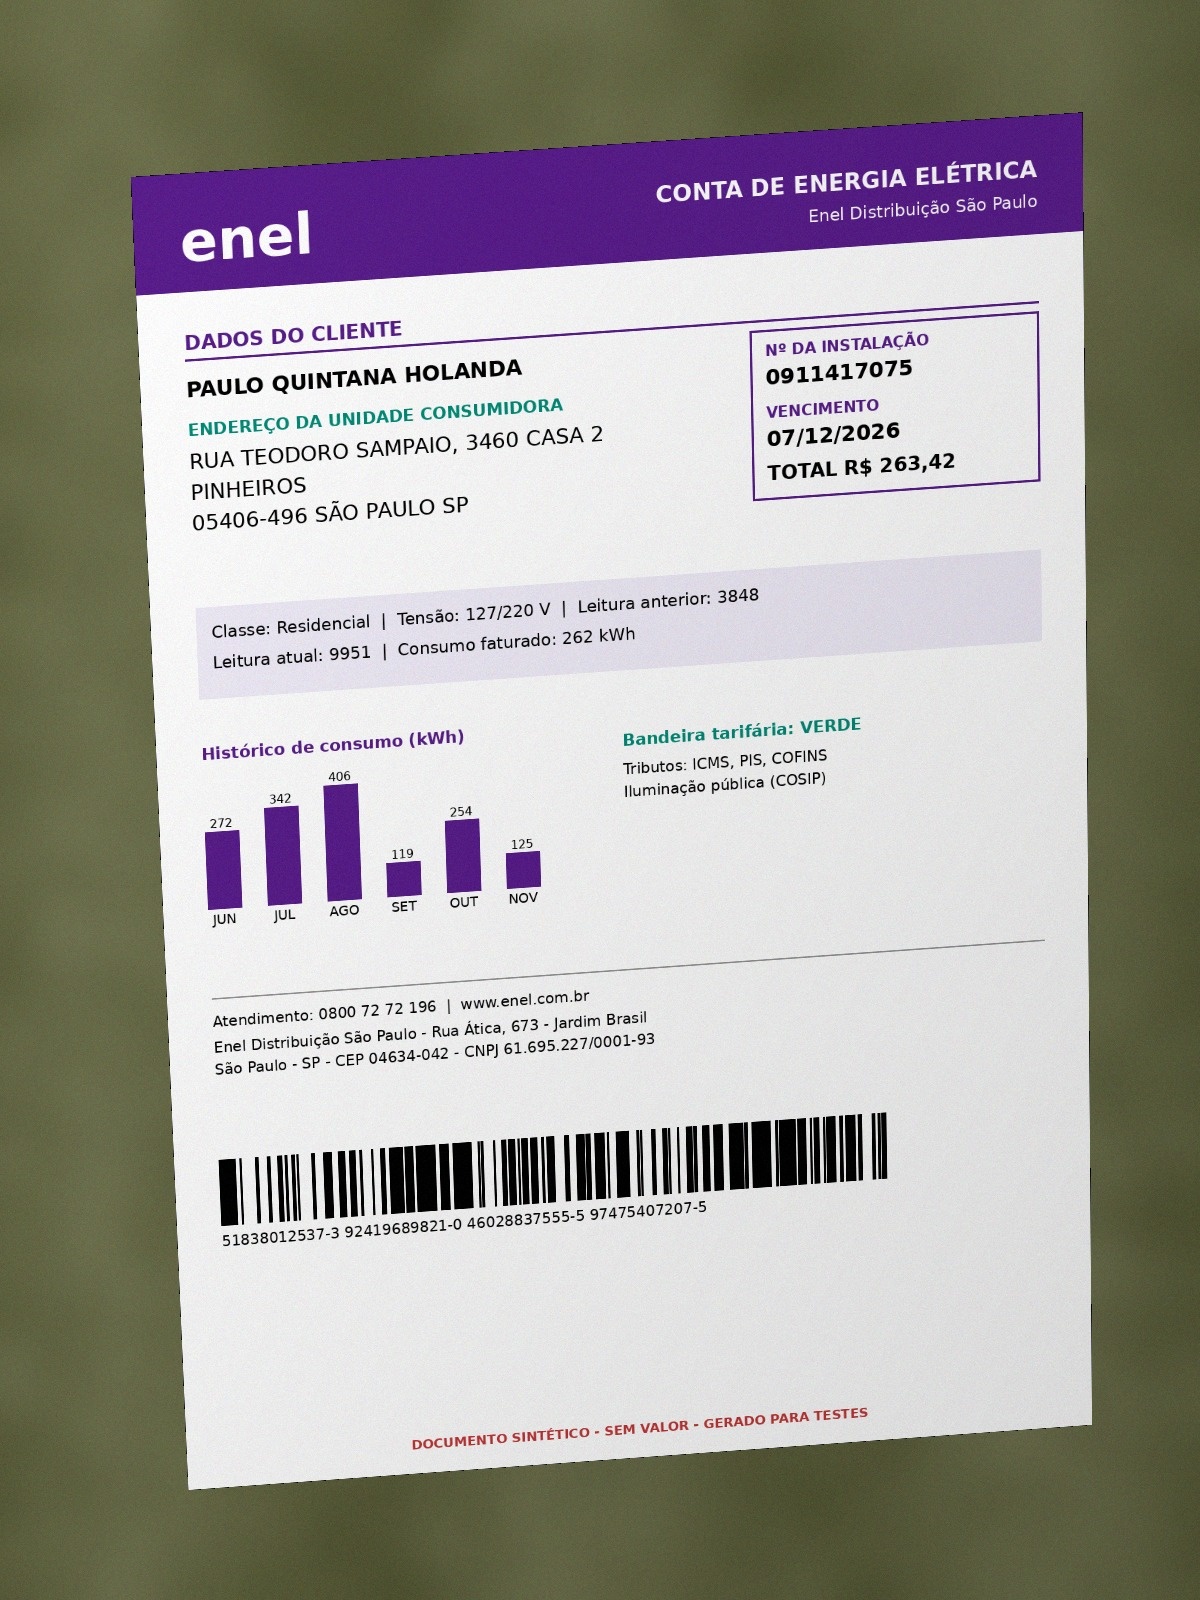 enel
CONTA DE ENERGIA ELÉTRICA
Enel Distribuição São Paulo
DADOS DO CLIENTE
PAULO QUINTANA HOLANDA
ENDEREÇO DA UNIDADE CONSUMIDORA
RUA TEODORO SAMPAIO, 3460 CASA 2
PINHEIROS
05406-496 SÃO PAULO SP
Nº DA INSTALAÇÃO
0911417075
VENCIMENTO
07/12/2026
TOTAL R$ 263,42
Classe: Residencial | Tensão: 127/220 V | Leitura anterior: 3848
Leitura atual: 9951 | Consumo faturado: 262 kWh
Histórico de consumo (kWh)
272 342 406 119 254 125
JUN JUL AGO SET OUT NOV
Bandeira tarifária: VERDE
Tributos: ICMS, PIS, COFINS
Iluminação pública (COSIP)
Atendimento: 0800 72 72 196 | www.enel.com.br
Enel Distribuição São Paulo - Rua Ática, 673 - Jardim Brasil
São Paulo - SP - CEP 04634-042 - CNPJ 61.695.227/0001-93
51838012537-3 92419689821-0 46028837555-5 97475407207-5
DOCUMENTO SINTÉTICO - SEM VALOR - GERADO PARA TESTES